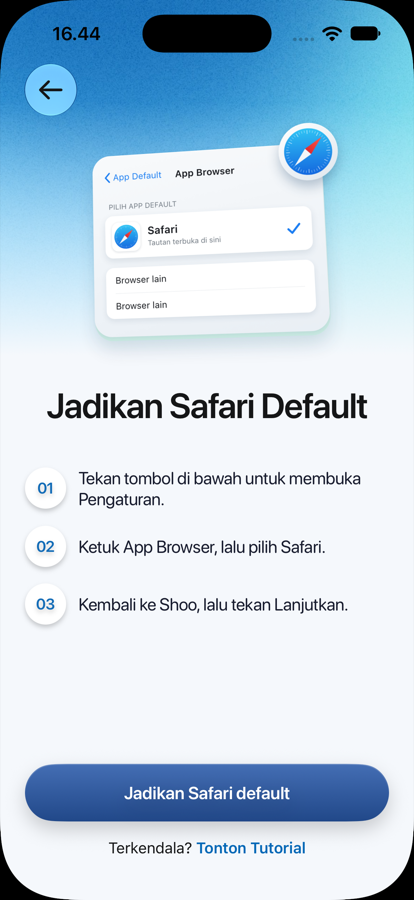 16.44
App Default
App Browser
PILIH APP DEFAULT
Safari
Tautan terbuka di sini
Browser lain
Browser lain
Jadikan Safari Default
01
Tekan tombol di bawah untuk membuka
Pengaturan.
02
Ketuk App Browser, lalu pilih Safari.
03
Kembali ke Shoo, lalu tekan Lanjutkan.
Jadikan Safari default
Terkendala? Tonton Tutorial